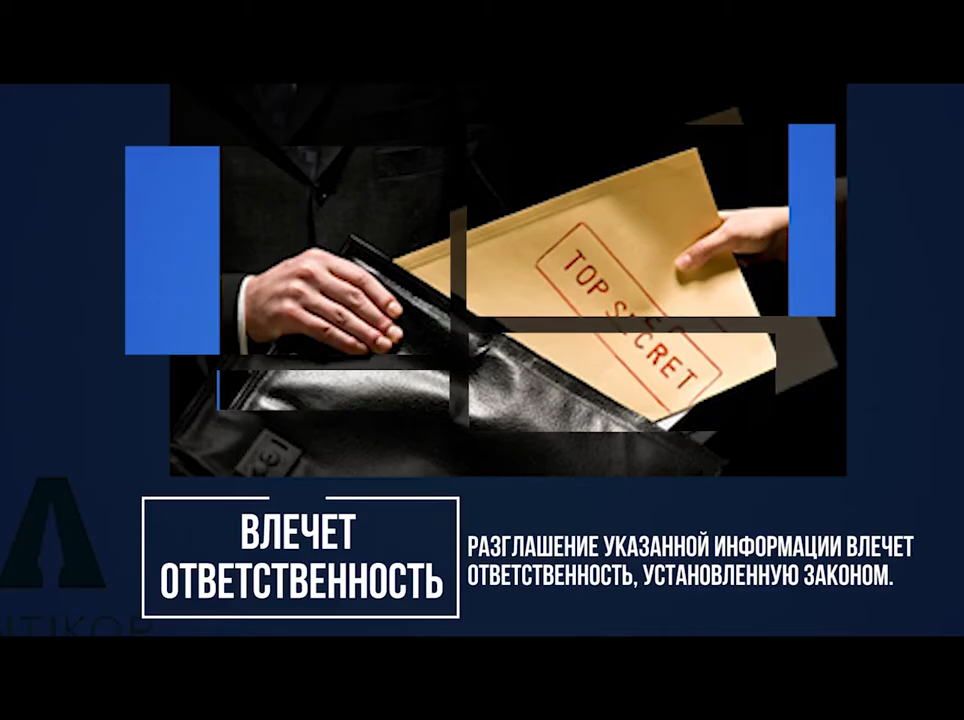 TOP SECRET
ВЛЕЧЕТ
ОТВЕТСТВЕННОСТЬ
РАЗГЛАШЕНИЕ УКАЗАННОЙ ИНФОРМАЦИИ ВЛЕЧЕТ
ОТВЕТСТВЕННОСТЬ, УСТАНОВЛЕННУЮ ЗАКОНОМ.